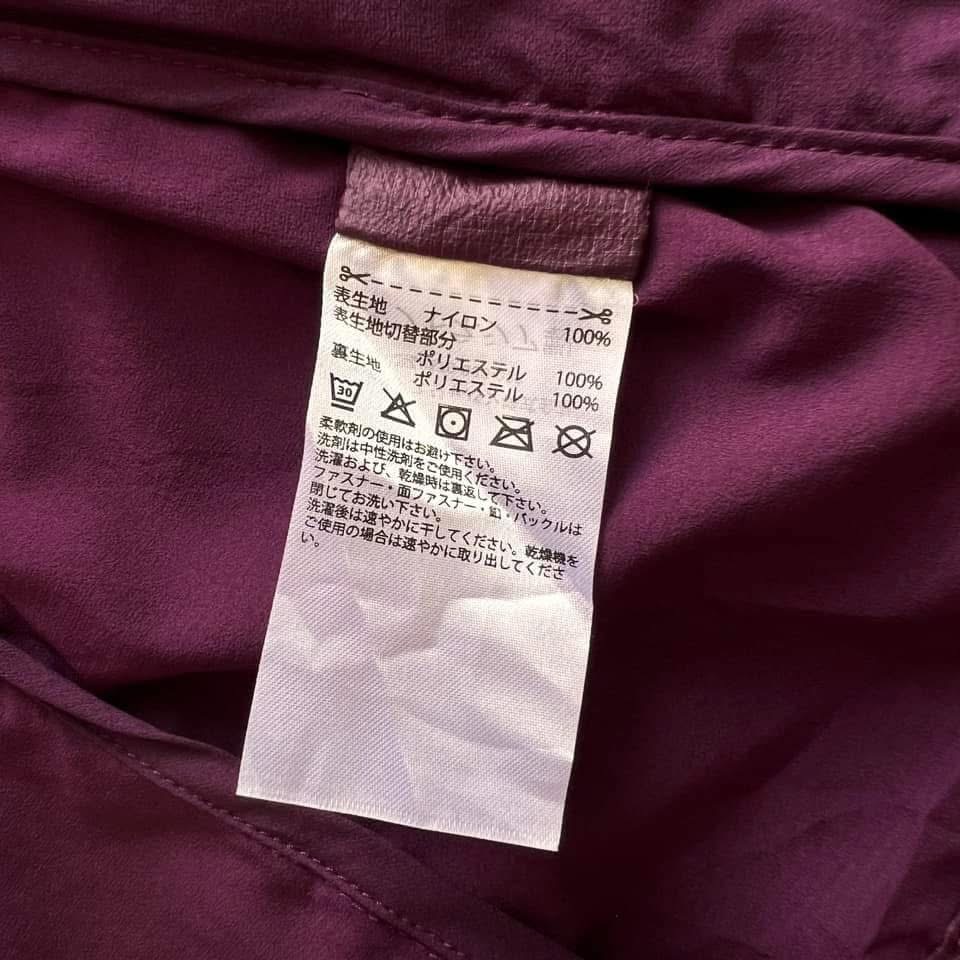 表生地 ナイロン 100%
表生地切替部分
ポリエステル 100%
裏生地 ポリエステル 100%
30
柔軟剤の使用はお避け下さい。
洗剤は中性洗剤をご使用ください。
洗濯および、乾燥時は裏返して下さい。
ファスナー・面ファスナー・釦・バックルは
閉じてお洗い下さい。
洗濯後は速やかに干してください。乾燥機を
ご使用の場合は速やかに取り出してくださ
い。